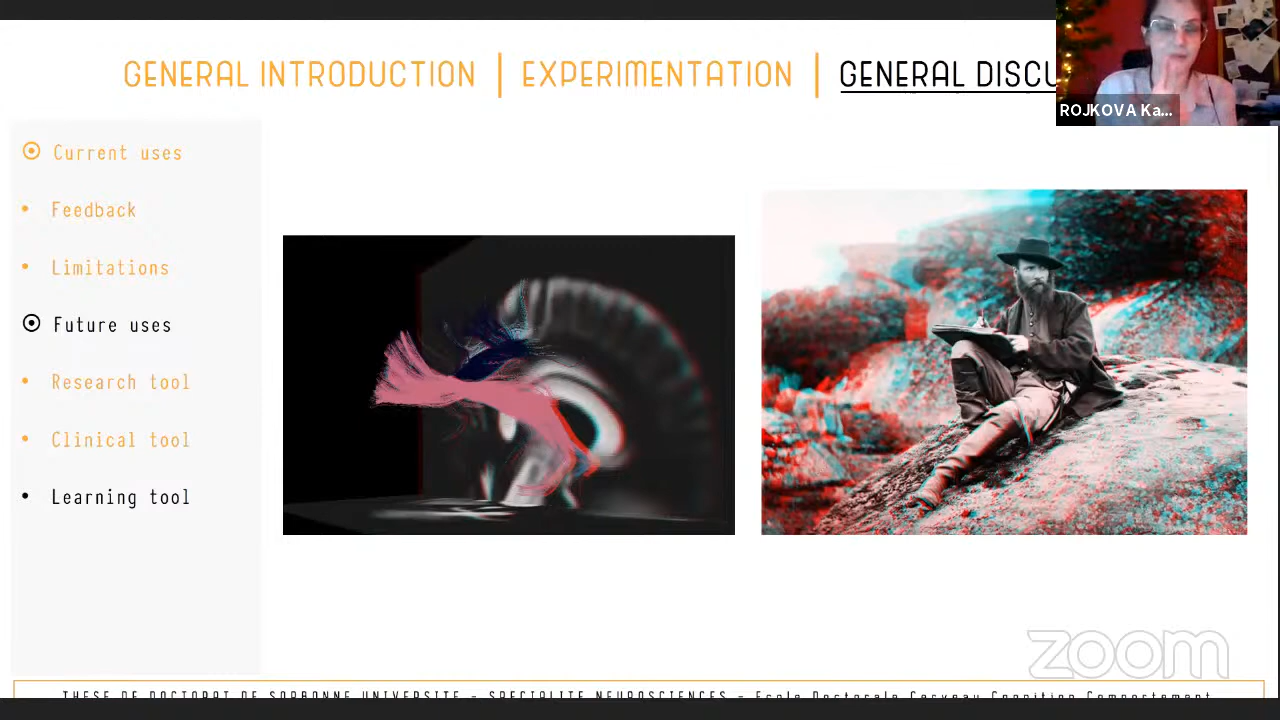 GENERAL INTRODUCTION | EXPERIMENTATION | GENERAL DISCU
ROJKOVA Ka...
Current uses
• Feedback
• Limitations
Future uses
• Research tool
• Clinical tool
• Learning tool
zoom
THESE DE DOCTORAT DE SORBONNE UNIVERSITE - SPECIALITE NEUROSCIENCES - Ecole Doctorale Cerveau Cognition Comportement